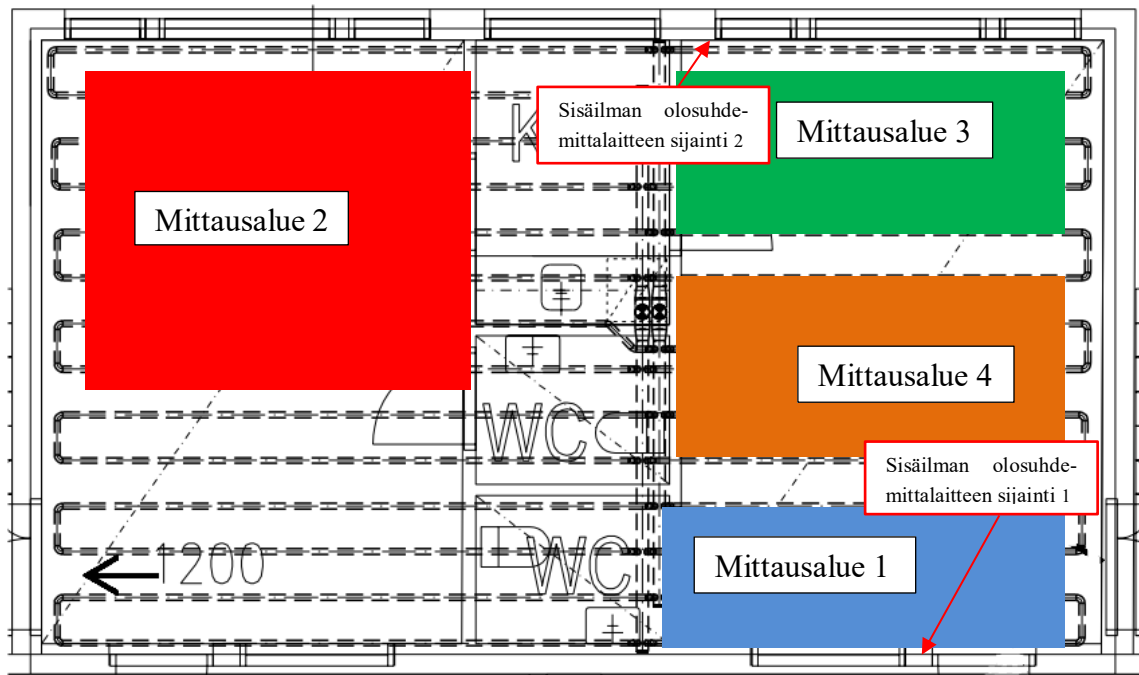 Sisäilman olosuhde-
mittalaitteen sijainti 2
Mittausalue 3
K
Mittausalue 2
Mittausalue 4
WC
Sisäilman olosuhde-
mittalaitteen sijainti 1
1200
WC
Mittausalue 1